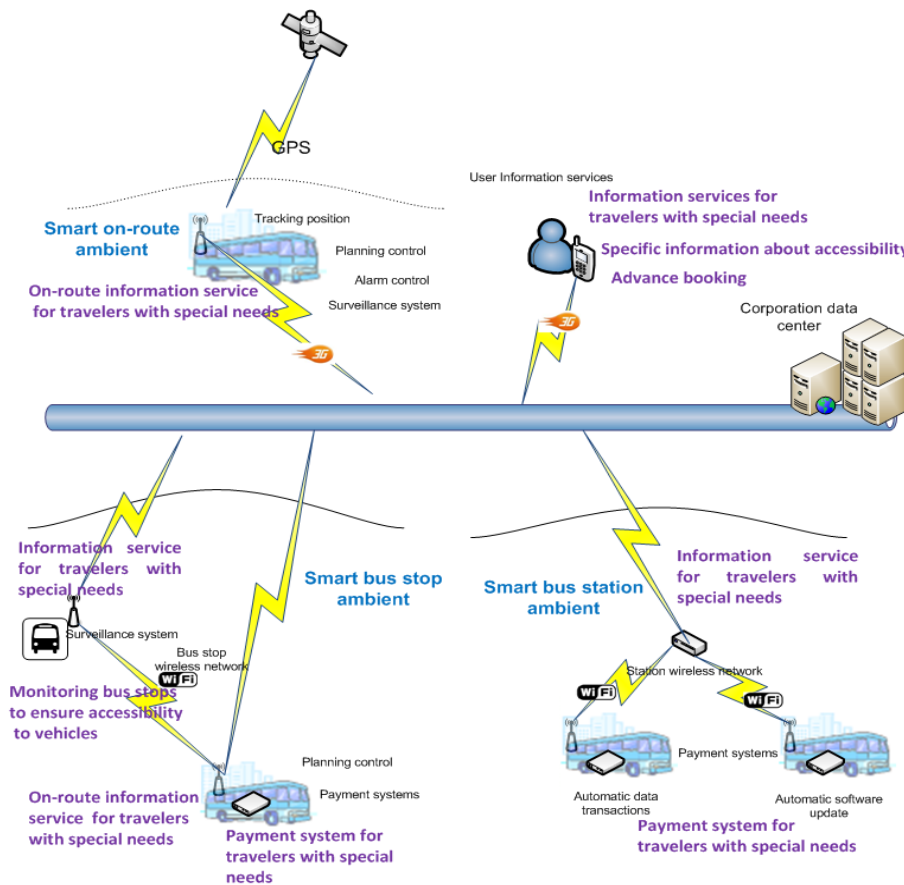 GPS
User Information services
Information services for
travelers with special needs
Smart on-route
ambient
Tracking position
Planning control
Specific information about accessibility
Alarm control
Advance booking
On-route information service
for travelers with special needs
Surveillance system
Corporation data
center
3G
3G
Information service
for travelers with
special needs
Smart bus stop
ambient
Smart bus station
ambient
Information service
for travelers with
special needs
Surveillance system
Bus stop
wireless network
Wi Fi
Station wireless network
Wi Fi
Wi Fi
Monitoring bus stops
to ensure accessibility
to vehicles
Planning control
Payment systems
Payment systems
On-route information
service for travelers
with special needs
Automatic data
transactions
Automatic software
update
Payment system for
travelers with special
needs
Payment system for
travelers with special needs